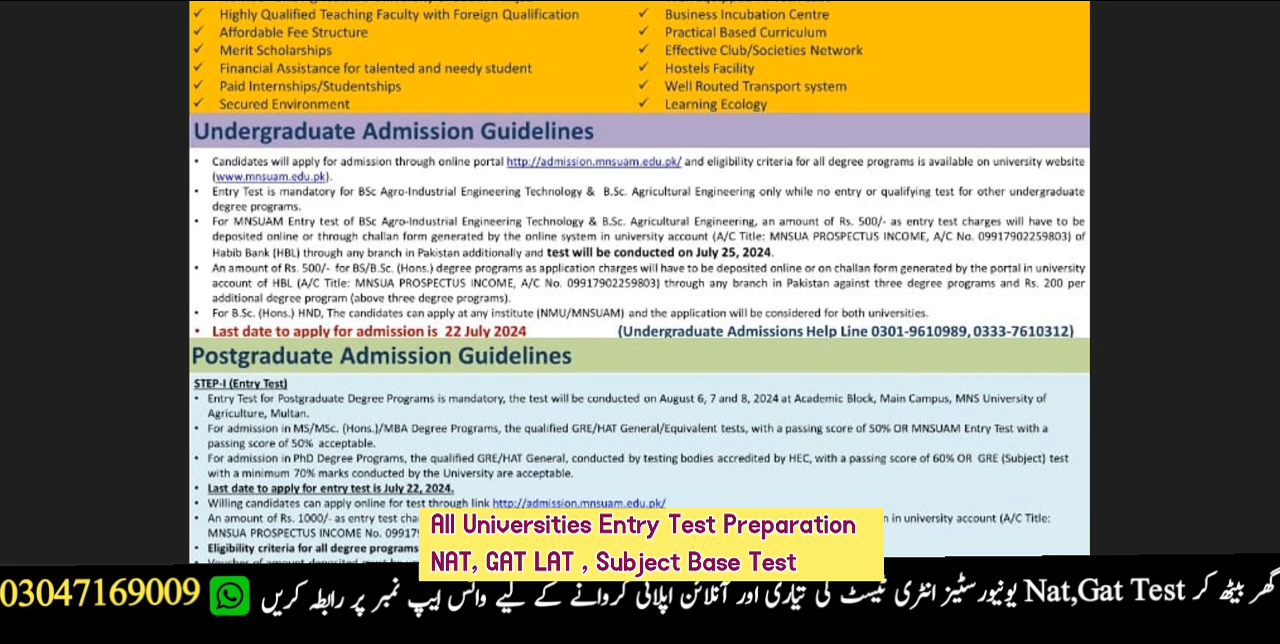 ✓ Highly Qualified Teaching Faculty with Foreign Qualification
✓ Affordable Fee Structure
✓ Merit Scholarships
✓ Financial Assistance for talented and needy student
✓ Paid Internships/Studentships
✓ Secured Environment
✓ Business Incubation Centre
✓ Practical Based Curriculum
✓ Effective Club/Societies Network
✓ Hostels Facility
✓ Well Routed Transport system
✓ Learning Ecology
Undergraduate Admission Guidelines
• Candidates will apply for admission through online portal http://admission.mnsuam.edu.pk/ and eligibility criteria for all degree programs is available on university website
(www.mnsuam.edu.pk).
• Entry Test is mandatory for BSc Agro-Industrial Engineering Technology & B.Sc. Agricultural Engineering only while no entry or qualifying test for other undergraduate
degree programs.
• For MNSUAM Entry test of BSc Agro-Industrial Engineering Technology & B.Sc. Agricultural Engineering, an amount of Rs. 500/- as entry test charges will have to be
deposited online or through challan form generated by the online system in university account (A/C Title: MNSUA PROSPECTUS INCOME, A/C No. 09917902259803) of
Habib Bank (HBL) through any branch in Pakistan additionally and test will be conducted on July 25, 2024.
• An amount of Rs. 500/- for BS/B.Sc. (Hons.) degree programs as application charges will have to be deposited online or on challan form generated by the portal in university
account of HBL (A/C Title: MNSUA PROSPECTUS INCOME, A/C No. 09917902259803) through any branch in Pakistan against three degree programs and Rs. 200 per
additional degree program (above three degree programs).
• For B.Sc. (Hons.) HND, The candidates can apply at any institute (NMU/MNSUAM) and the application will be considered for both universities.
• Last date to apply for admission is 22 July 2024 (Undergraduate Admissions Help Line 0301-9610989, 0333-7610312)
Postgraduate Admission Guidelines
STEP-I (Entry Test)
• Entry Test for Postgraduate Degree Programs is mandatory, the test will be conducted on August 6, 7 and 8, 2024 at Academic Block, Main Campus, MNS University of
Agriculture, Multan.
• For admission in MS/MSc. (Hons.)/MBA Degree Programs, the qualified GRE/HAT General/Equivalent tests, with a passing score of 50% OR MNSUAM Entry Test with a
passing score of 50% acceptable.
• For admission in PhD Degree Programs, the qualified GRE/HAT General, conducted by testing bodies accredited by HEC, with a passing score of 60% OR GRE (Subject) test
with a minimum 70% marks conducted by the University are acceptable.
• Last date to apply for entry test is July 22, 2024.
• Willing candidates can apply online for test through link http://admission.mnsuam.edu.pk/
• An amount of Rs. 1000/- as entry test cha in university account (A/C Title:
MNSUA PROSPECTUS INCOME, A/C No. 09917
• Eligibility criteria for all degree programs
All Universities Entry Test Preparation
NAT, GAT LAT , Subject Base Test
گھر بیٹھ کر Nat,Gat Test یونیورسٹیز انٹری ٹیسٹ کی تیاری اور آنلائن اپلائی کروانے کے لیے واٹس ایپ نمبر پر رابطہ کریں 03047169009